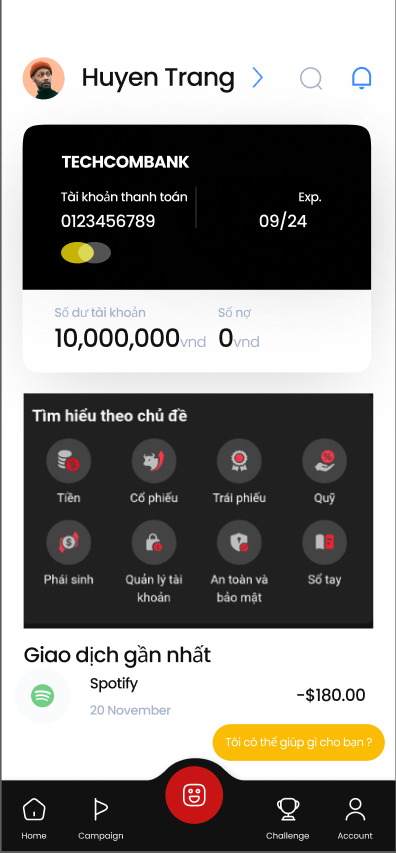 Huyen Trang
TECHCOMBANK
Tài khoản thanh toán
Exp.
0123456789
09/24
Số dư tài khoản
Số nợ
10,000,000vnd
0vnd
Tìm hiểu theo chủ đề
Tiền
Cổ phiếu
Trái phiếu
Quỹ
Phái sinh
Quản lý tài
khoản
An toàn và
bảo mật
Sổ tay
Giao dịch gần nhất
Spotify
-$180.00
20 November
Tôi có thể giúp gì cho bạn ?
Home
Campaign
Challenge
Account